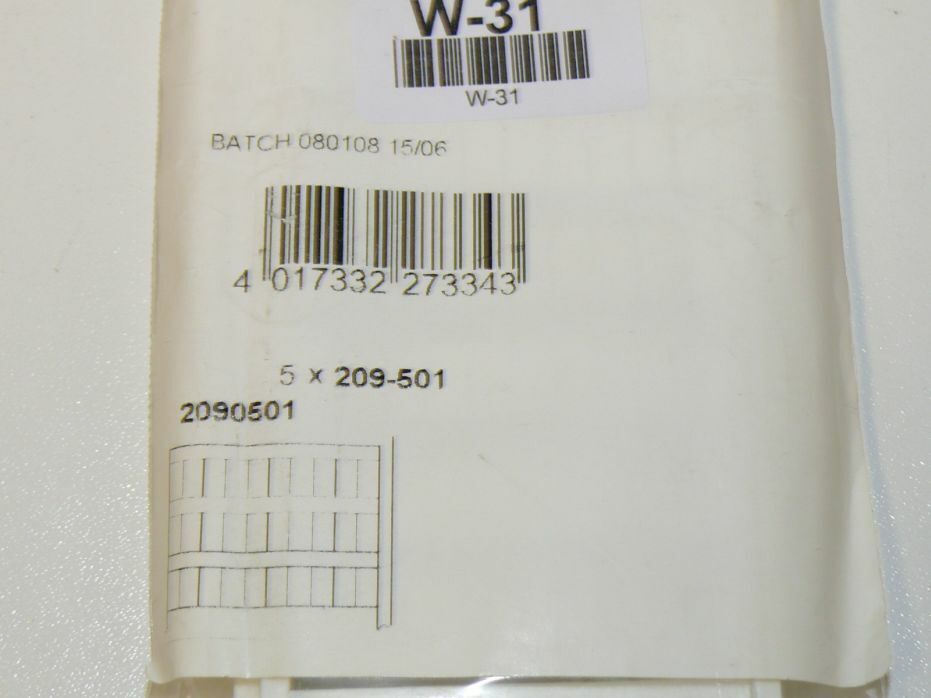 W-31
W-31
BATCH 080108 15/06
4 017332 273343
5 x 209-501
2090501